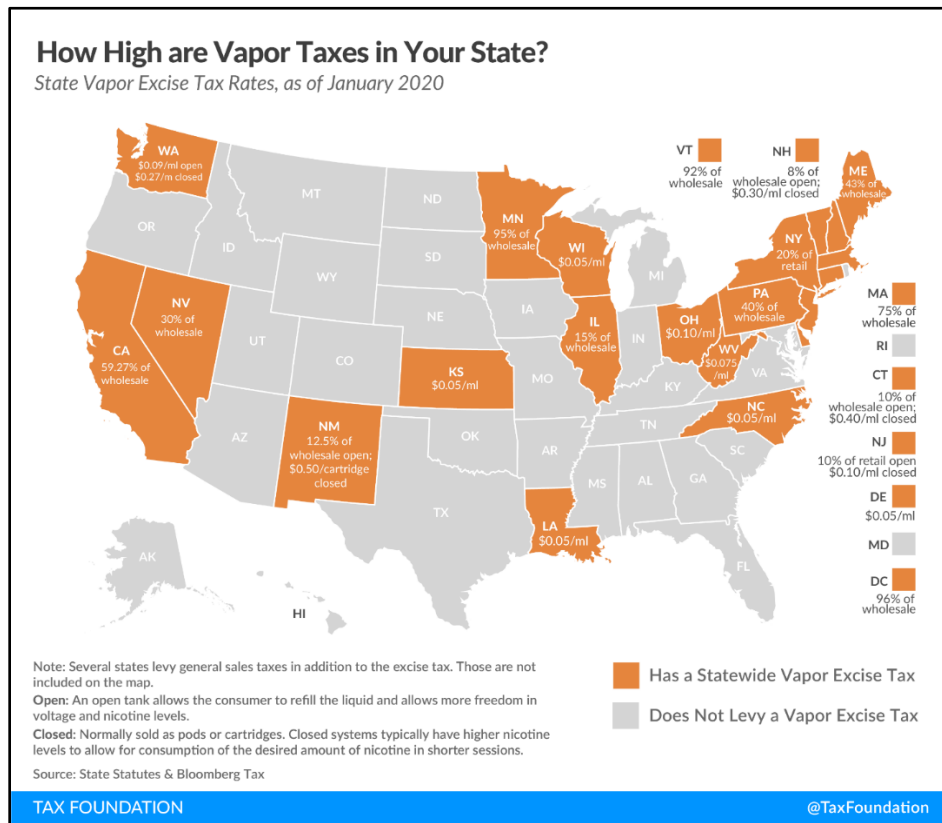 How High are Vapor Taxes in Your State?
State Vapor Excise Tax Rates, as of January 2020
WA
$0.09/ml open
$0.27/m closed
OR
CA
59.27% of
wholesale
NV
30% of
wholesale
ID
MT
WY
UT
AZ
CO
NM
12.5% of
wholesale open;
$0.50/cartridge
closed
ND
SD
NE
KS
$0.05/ml
OK
TX
MN
95% of
wholesale
IA
MO
AR
LA
$0.05/ml
WI
$0.05/ml
IL
15% of
wholesale
MI
IN
OH
$0.10/ml
KY
TN
MS
AL
GA
FL
SC
NC
$0.05/ml
VA
WV
$0.075
/ml
PA
40% of
wholesale
NY
20% of
retail
ME
43% of
wholesale
VT
92% of
wholesale
NH
8% of
wholesale open;
$0.30/ml closed
MA
75% of
wholesale
RI
CT
10% of
wholesale open;
$0.40/ml closed
NJ
10% of retail open
$0.10/ml closed
DE
$0.05/ml
MD
DC
96% of
wholesale
AK
HI
Note: Several states levy general sales taxes in addition to the excise tax. Those are not
included on the map.
Open: An open tank allows the consumer to refill the liquid and allows more freedom in
voltage and nicotine levels.
Closed: Normally sold as pods or cartridges. Closed systems typically have higher nicotine
levels to allow for consumption of the desired amount of nicotine in shorter sessions.
Source: State Statutes & Bloomberg Tax
Has a Statewide Vapor Excise Tax
Does Not Levy a Vapor Excise Tax
TAX FOUNDATION
@TaxFoundation